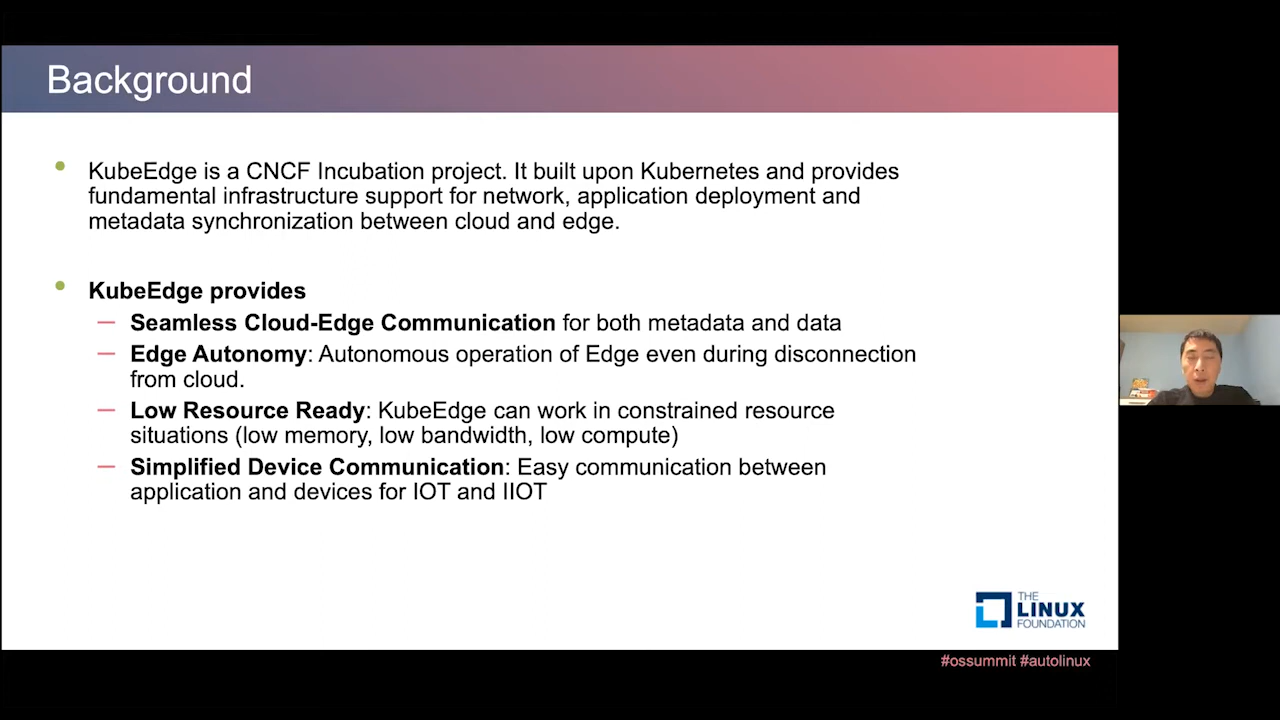 Background
KubeEdge is a CNCF Incubation project. It built upon Kubernetes and provides
fundamental infrastructure support for network, application deployment and
metadata synchronization between cloud and edge.
KubeEdge provides
Seamless Cloud-Edge Communication for both metadata and data
Edge Autonomy: Autonomous operation of Edge even during disconnection
from cloud.
Low Resource Ready: KubeEdge can work in constrained resource
situations (low memory, low bandwidth, low compute)
Simplified Device Communication: Easy communication between
application and devices for IOT and IIOT
THE
LINUX
FOUNDATION
#ossummit #autolinux